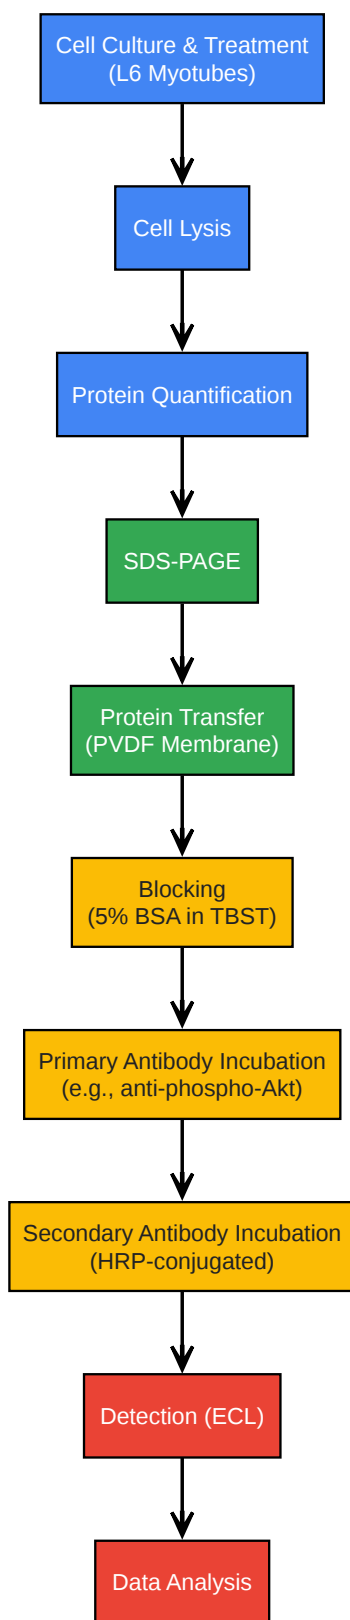 Cell Culture & Treatment
(L6 Myotubes)
Cell Lysis
Protein Quantification
SDS-PAGE
Protein Transfer
(PVDF Membrane)
Blocking
(5% BSA in TBST)
Primary Antibody Incubation
(e.g., anti-phospho-Akt)
Secondary Antibody Incubation
(HRP-conjugated)
Detection (ECL)
Data Analysis